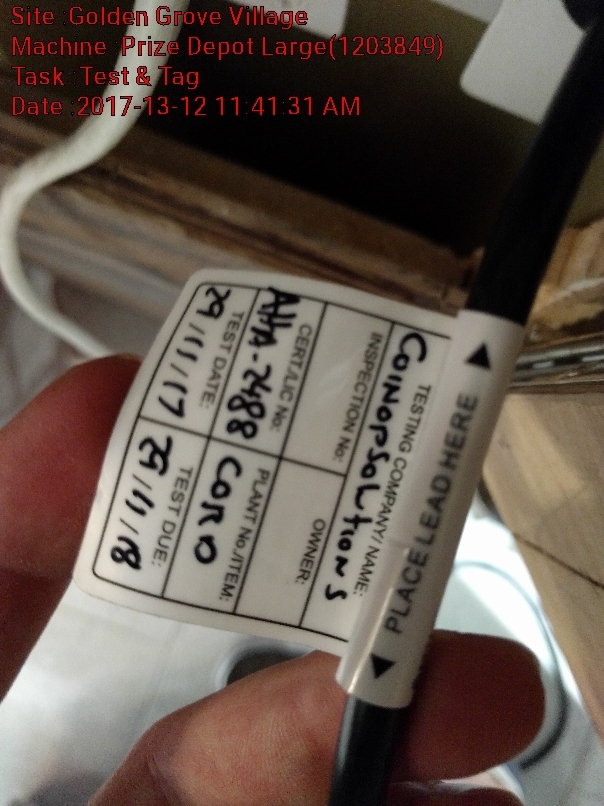 Site :Golden Grove Village
Machine :Prize Depot Large(1203849)
Task :Test & Tag
Date :2017-13-12 11:41:31 AM
PLACE LEAD HERE
TESTING COMPANY/ NAME:
COINOPSOLUTIONS
INSPECTION No:
OWNER:
CERT/LIC No:
AHA-2488
PLANT No./ITEM:
CORD
TEST DATE:
29/11/17
TEST DUE:
29/11/18